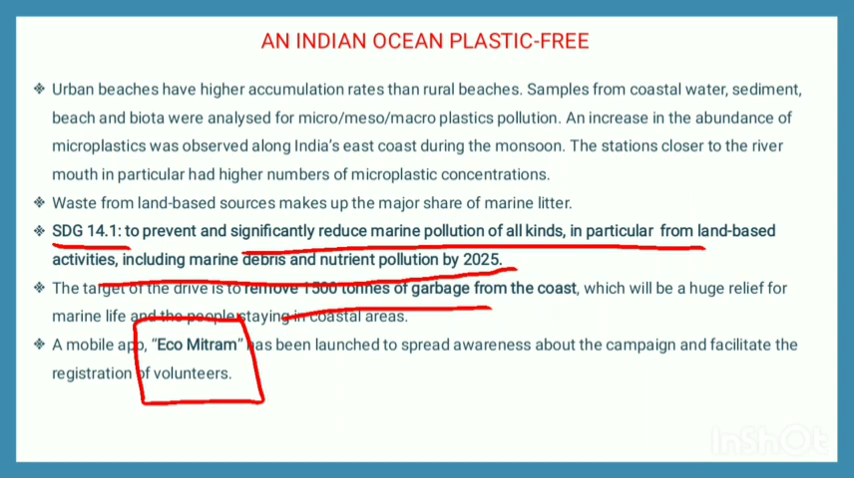 AN INDIAN OCEAN PLASTIC-FREE
❖ Urban beaches have higher accumulation rates than rural beaches. Samples from coastal water, sediment,
beach and biota were analysed for micro/meso/macro plastics pollution. An increase in the abundance of
microplastics was observed along India's east coast during the monsoon. The stations closer to the river
mouth in particular had higher numbers of microplastic concentrations.
❖ Waste from land-based sources makes up the major share of marine litter.
❖ SDG 14.1: to prevent and significantly reduce marine pollution of all kinds, in particular from land-based
activities, including marine debris and nutrient pollution by 2025.
❖ The target of the drive is to remove 1500 tonnes of garbage from the coast, which will be a huge relief for
marine life and the people staying in coastal areas.
❖ A mobile app, “Eco Mitram” has been launched to spread awareness about the campaign and facilitate the
registration of volunteers.
InShOt